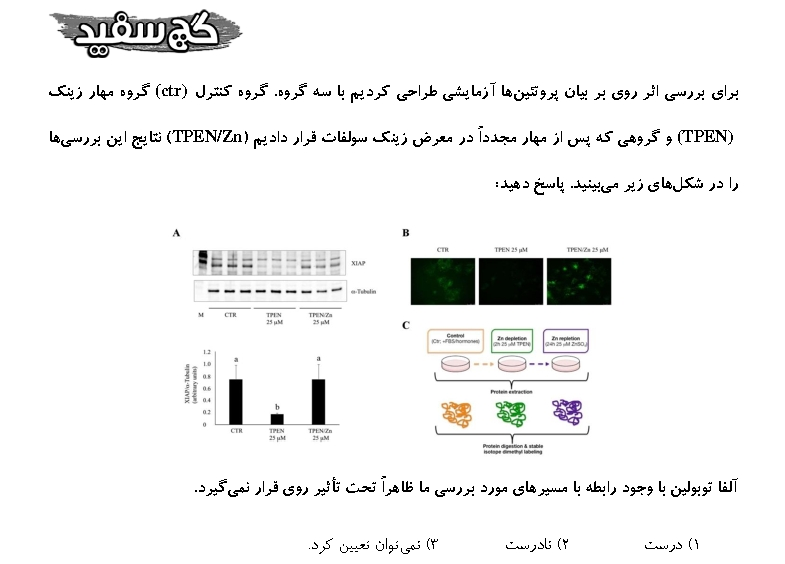 گچ سفید
برای بررسی اثر روی بر بیان پروتئین‌ها آزمایشی طراحی کردیم با سه گروه. گروه کنترل (ctr) گروه مهار زینک
(TPEN) و گروهی که پس از مهار مجدداً در معرض زینک سولفات قرار دادیم (TPEN/Zn) نتایج این بررسی‌ها
را در شکل‌های زیر می‌بینید. پاسخ دهید:
A
XIAP
α-Tubulin
M CTR TPEN TPEN/Zn
25 μM 25 μM
XIAP/α-Tubulin
(arbitrary units)
1.2
1.0
0.8
0.6
0.4
0.2
0
a
b
a
CTR TPEN TPEN/Zn
25 μM 25 μM
B
CTR TPEN 25 μM TPEN/Zn 25 μM
C
Control
(Ctr; +FBS/hormones)
Zn depletion
(2h 25 μM TPEN)
Zn repletion
(24h 25 μM ZnSO₄)
Protein extraction
Protein digestion & stable
isotope dimethyl labeling
آلفا توبولین با وجود رابطه با مسیرهای مورد بررسی ما ظاهراً تحت تأثیر روی قرار نمی‌گیرد.
۱) درست ۲) نادرست ۳) نمی‌توان تعیین کرد.